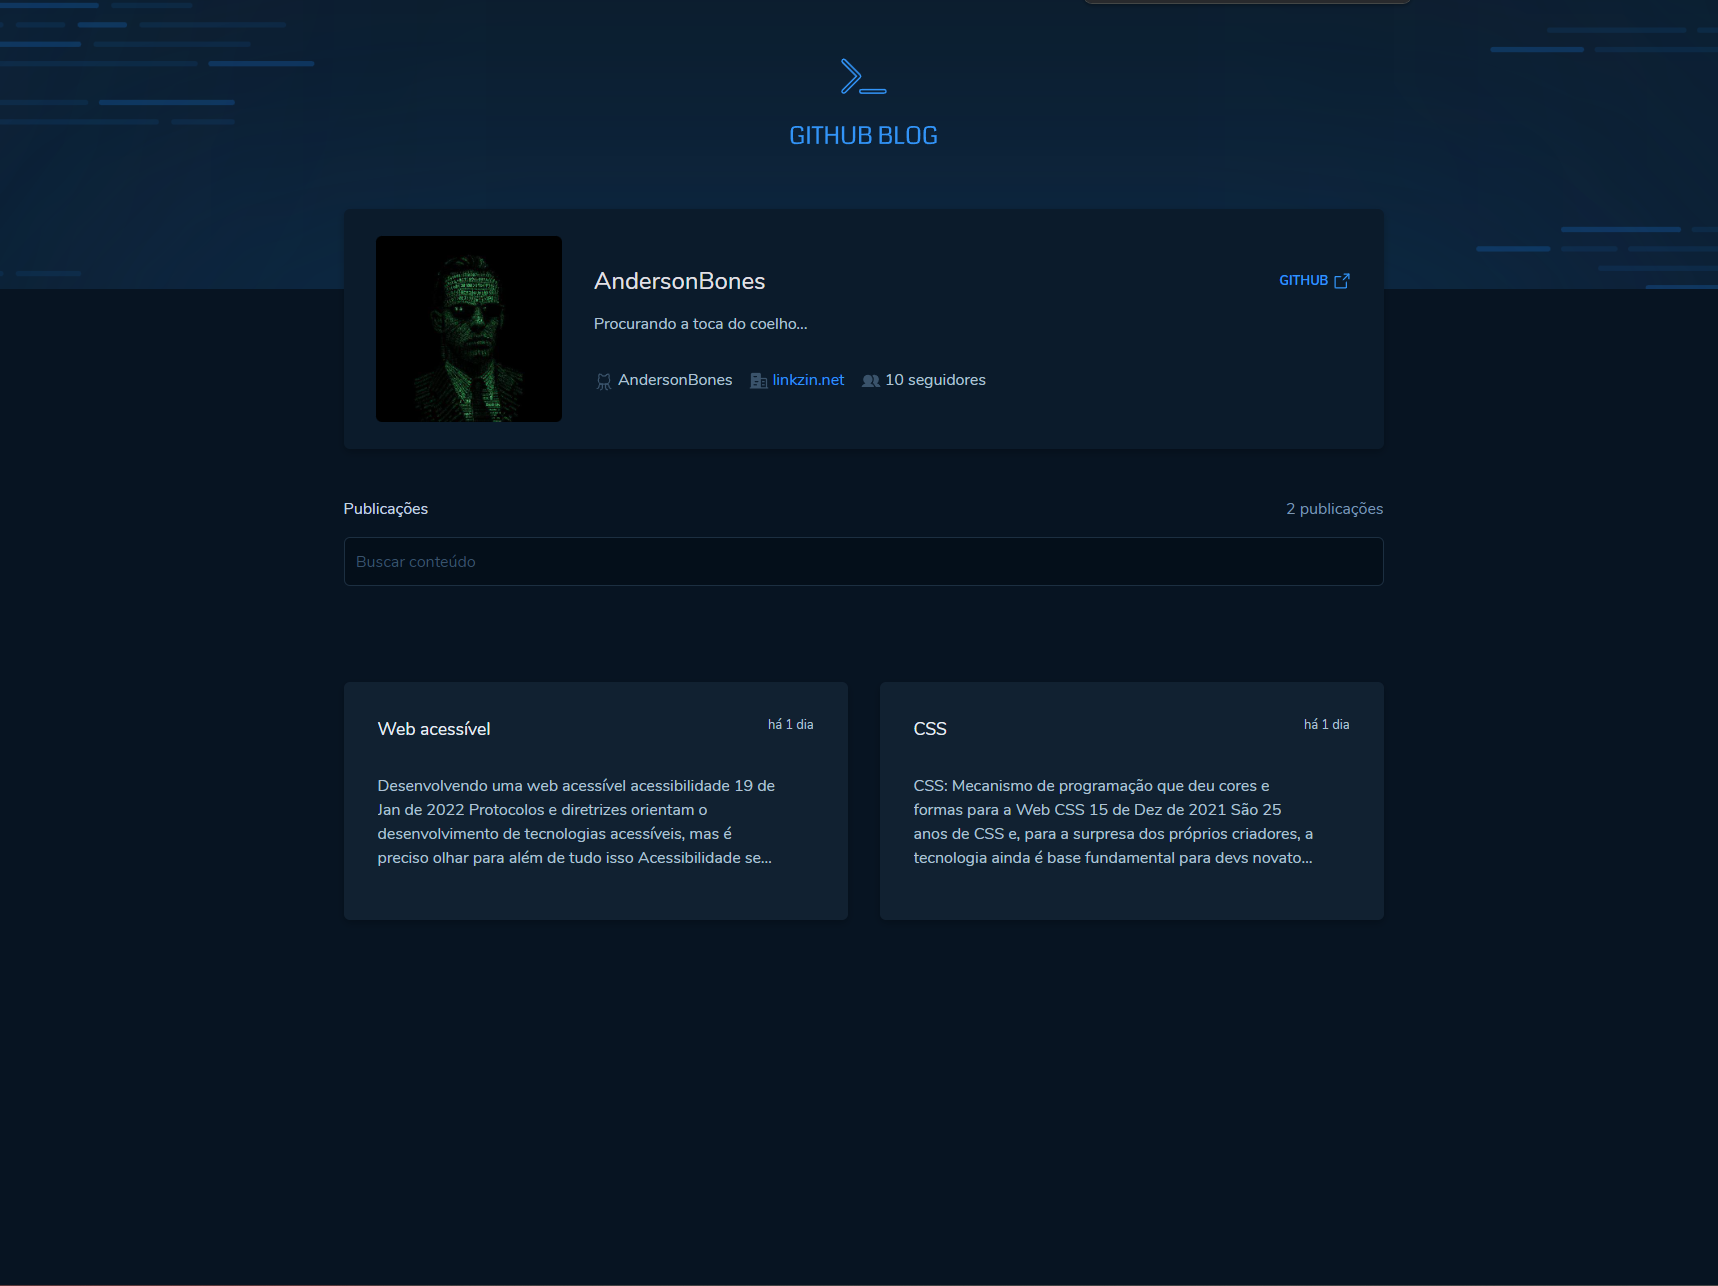 GITHUB BLOG
AndersonBones
GITHUB
Procurando a toca do coelho...
AndersonBones linkzin.net 10 seguidores
Publicações
2 publicações
Buscar conteúdo
Web acessível
há 1 dia
Desenvolvendo uma web acessível acessibilidade 19 de
Jan de 2022 Protocolos e diretrizes orientam o
desenvolvimento de tecnologias acessíveis, mas é
preciso olhar para além de tudo isso Acessibilidade se...
CSS
há 1 dia
CSS: Mecanismo de programação que deu cores e
formas para a Web CSS 15 de Dez de 2021 São 25
anos de CSS e, para a surpresa dos próprios criadores, a
tecnologia ainda é base fundamental para devs novato...